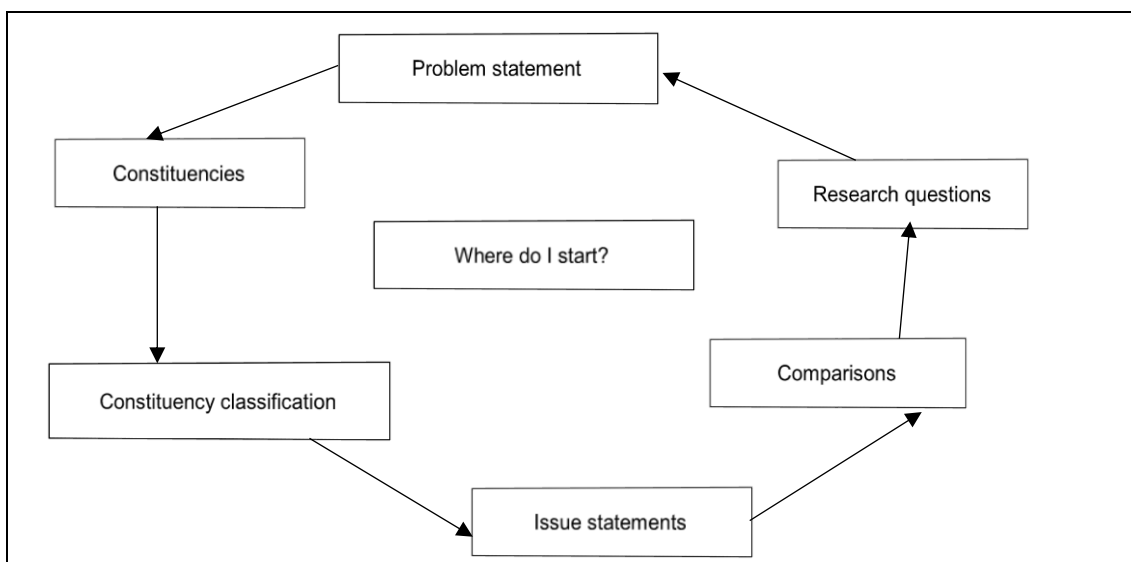 Problem statement
Constituencies
Research questions
Where do I start?
Comparisons
Constituency classification
Issue statements